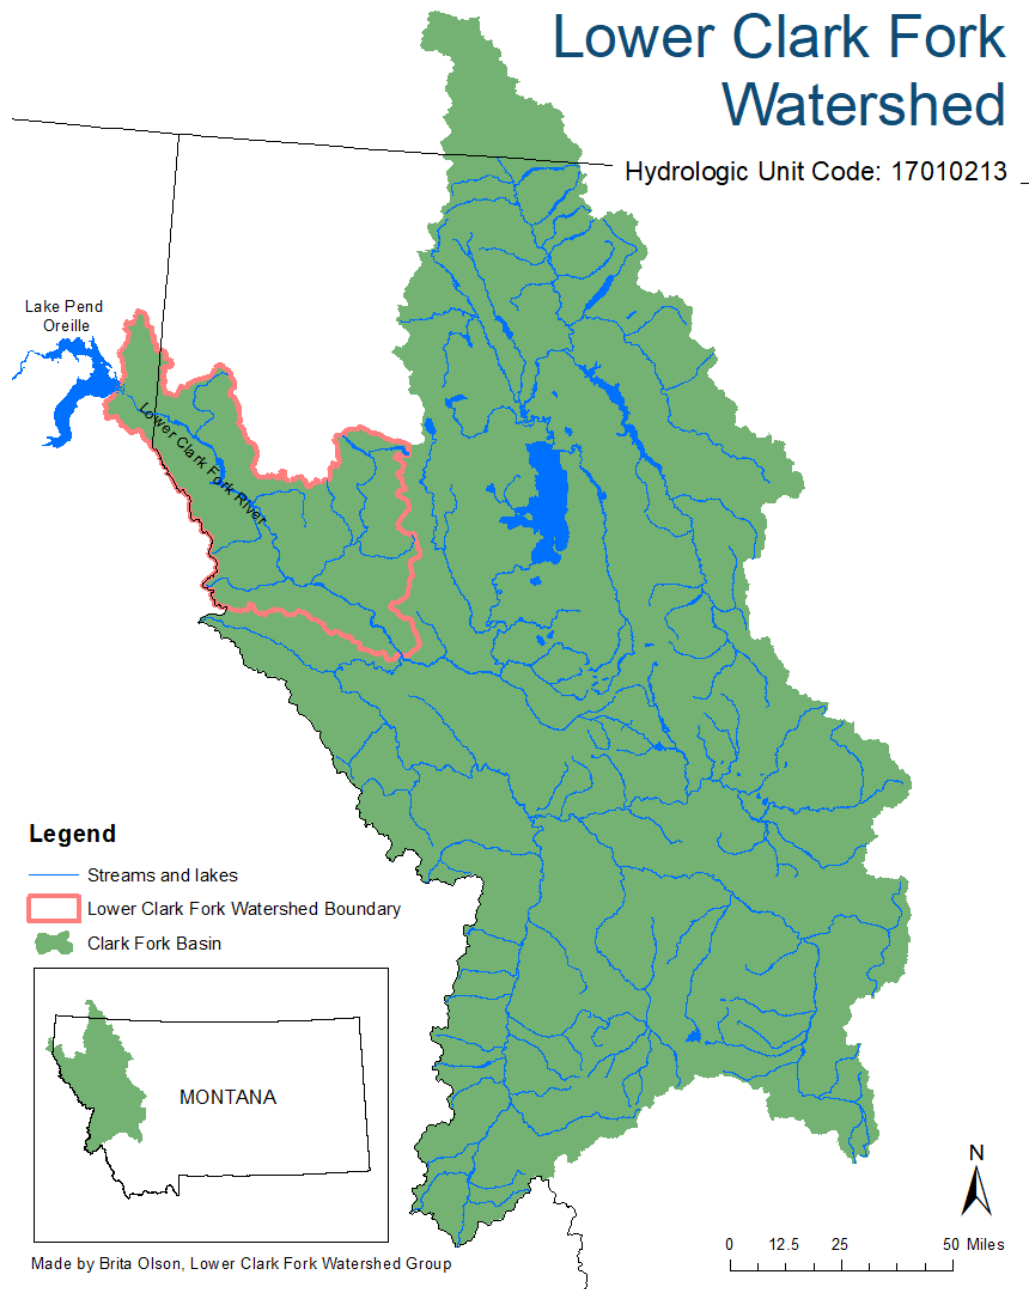 Lower Clark Fork
Watershed
Hydrologic Unit Code: 17010213
Lake Pend
Oreille
Lower Clark Fork River
Legend
Streams and lakes
Lower Clark Fork Watershed Boundary
Clark Fork Basin
MONTANA
N
0 12.5 25 50 Miles
Made by Brita Olson, Lower Clark Fork Watershed Group